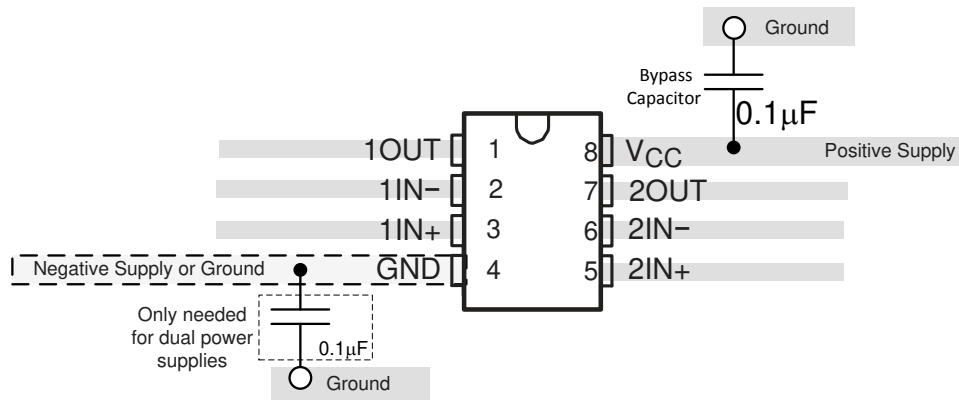 Ground
Bypass
Capacitor
0.1µF
1OUT 1 8 VCC Positive Supply
1IN− 2 7 2OUT
1IN+ 3 6 2IN-
Negative Supply or Ground GND 4 5 2IN+
Only needed
for dual power
supplies
0.1µF
Ground